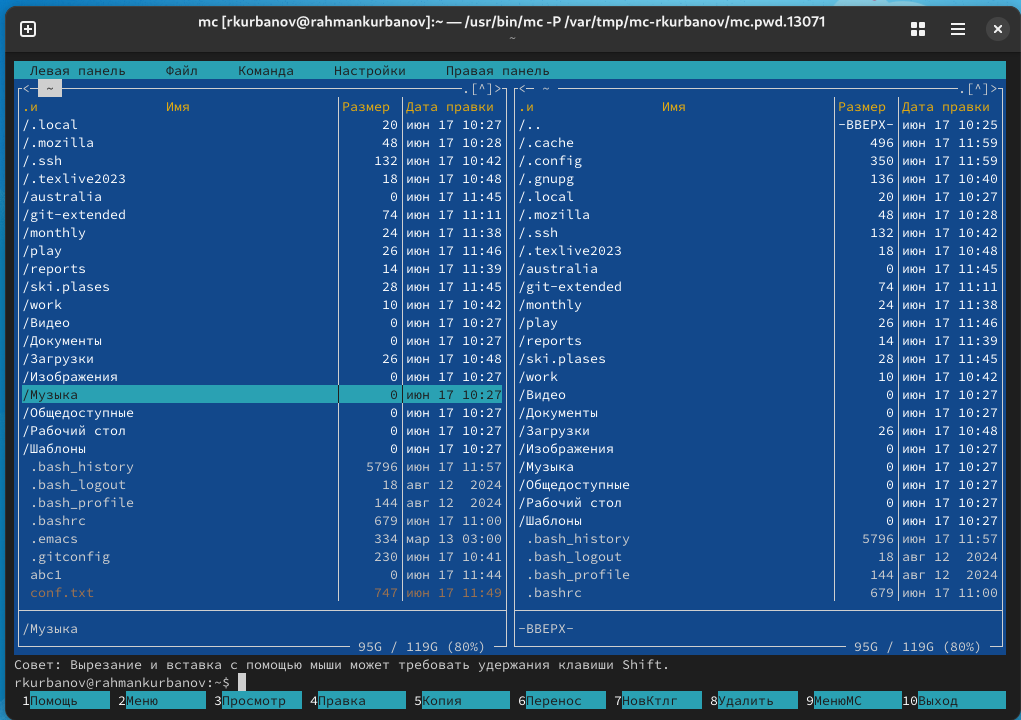 mc [rkurbanov@rahmankurbanov]:~ — /usr/bin/mc -P /var/tmp/mc-rkurbanov/mc.pwd.13071
~
Левая панель Файл Команда Настройки Правая панель
<─ ~ ─.[^]>
.и Имя Размер Дата правки
/.local 20 июн 17 10:27
/.mozilla 48 июн 17 10:28
/.ssh 132 июн 17 10:42
/.texlive2023 18 июн 17 10:48
/australia 0 июн 17 11:45
/git-extended 74 июн 17 11:11
/monthly 24 июн 17 11:38
/play 26 июн 17 11:46
/reports 14 июн 17 11:39
/ski.plases 28 июн 17 11:45
/work 10 июн 17 10:42
/Видео 0 июн 17 10:27
/Документы 0 июн 17 10:27
/Загрузки 26 июн 17 10:48
/Изображения 0 июн 17 10:27
/Музыка 0 июн 17 10:27
/Общедоступные 0 июн 17 10:27
/Рабочий стол 0 июн 17 10:27
/Шаблоны 0 июн 17 10:27
.bash_history 5796 июн 17 11:57
.bash_logout 18 авг 12 2024
.bash_profile 144 авг 12 2024
.bashrc 679 июн 17 11:00
.emacs 334 мар 13 03:00
.gitconfig 230 июн 17 10:41
abc1 0 июн 17 11:44
conf.txt 747 июн 17 11:49
/Музыка
95G / 119G (80%)
<─ ~ ─.[^]>
.и Имя Размер Дата правки
/.. -ВВЕРХ- июн 17 10:25
/.cache 496 июн 17 11:59
/.config 350 июн 17 11:59
/.gnupg 136 июн 17 10:40
/.local 20 июн 17 10:27
/.mozilla 48 июн 17 10:28
/.ssh 132 июн 17 10:42
/.texlive2023 18 июн 17 10:48
/australia 0 июн 17 11:45
/git-extended 74 июн 17 11:11
/monthly 24 июн 17 11:38
/play 26 июн 17 11:46
/reports 14 июн 17 11:39
/ski.plases 28 июн 17 11:45
/work 10 июн 17 10:42
/Видео 0 июн 17 10:27
/Документы 0 июн 17 10:27
/Загрузки 26 июн 17 10:48
/Изображения 0 июн 17 10:27
/Музыка 0 июн 17 10:27
/Общедоступные 0 июн 17 10:27
/Рабочий стол 0 июн 17 10:27
/Шаблоны 0 июн 17 10:27
.bash_history 5796 июн 17 11:57
.bash_logout 18 авг 12 2024
.bash_profile 144 авг 12 2024
.bashrc 679 июн 17 11:00
-ВВЕРХ-
95G / 119G (80%)
Совет: Вырезание и вставка с помощью мыши может требовать удержания клавиши Shift.
rkurbanov@rahmankurbanov:~$
1Помощь 2Меню 3Просмотр 4Правка 5Копия 6Перенос 7НовКтлг 8Удалить 9МенюMC 10Выход